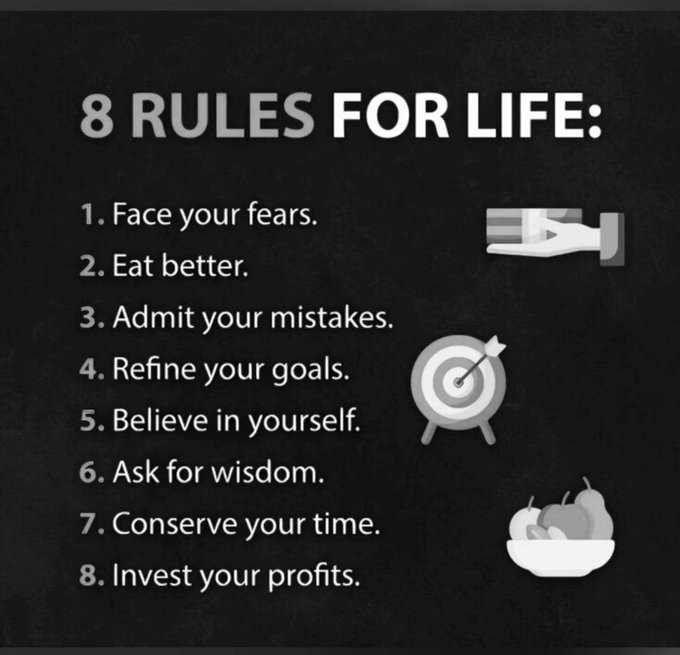 8 RULES FOR LIFE:
1. Face your fears.
2. Eat better.
3. Admit your mistakes.
4. Refine your goals.
5. Believe in yourself.
6. Ask for wisdom.
7. Conserve your time.
8. Invest your profits.